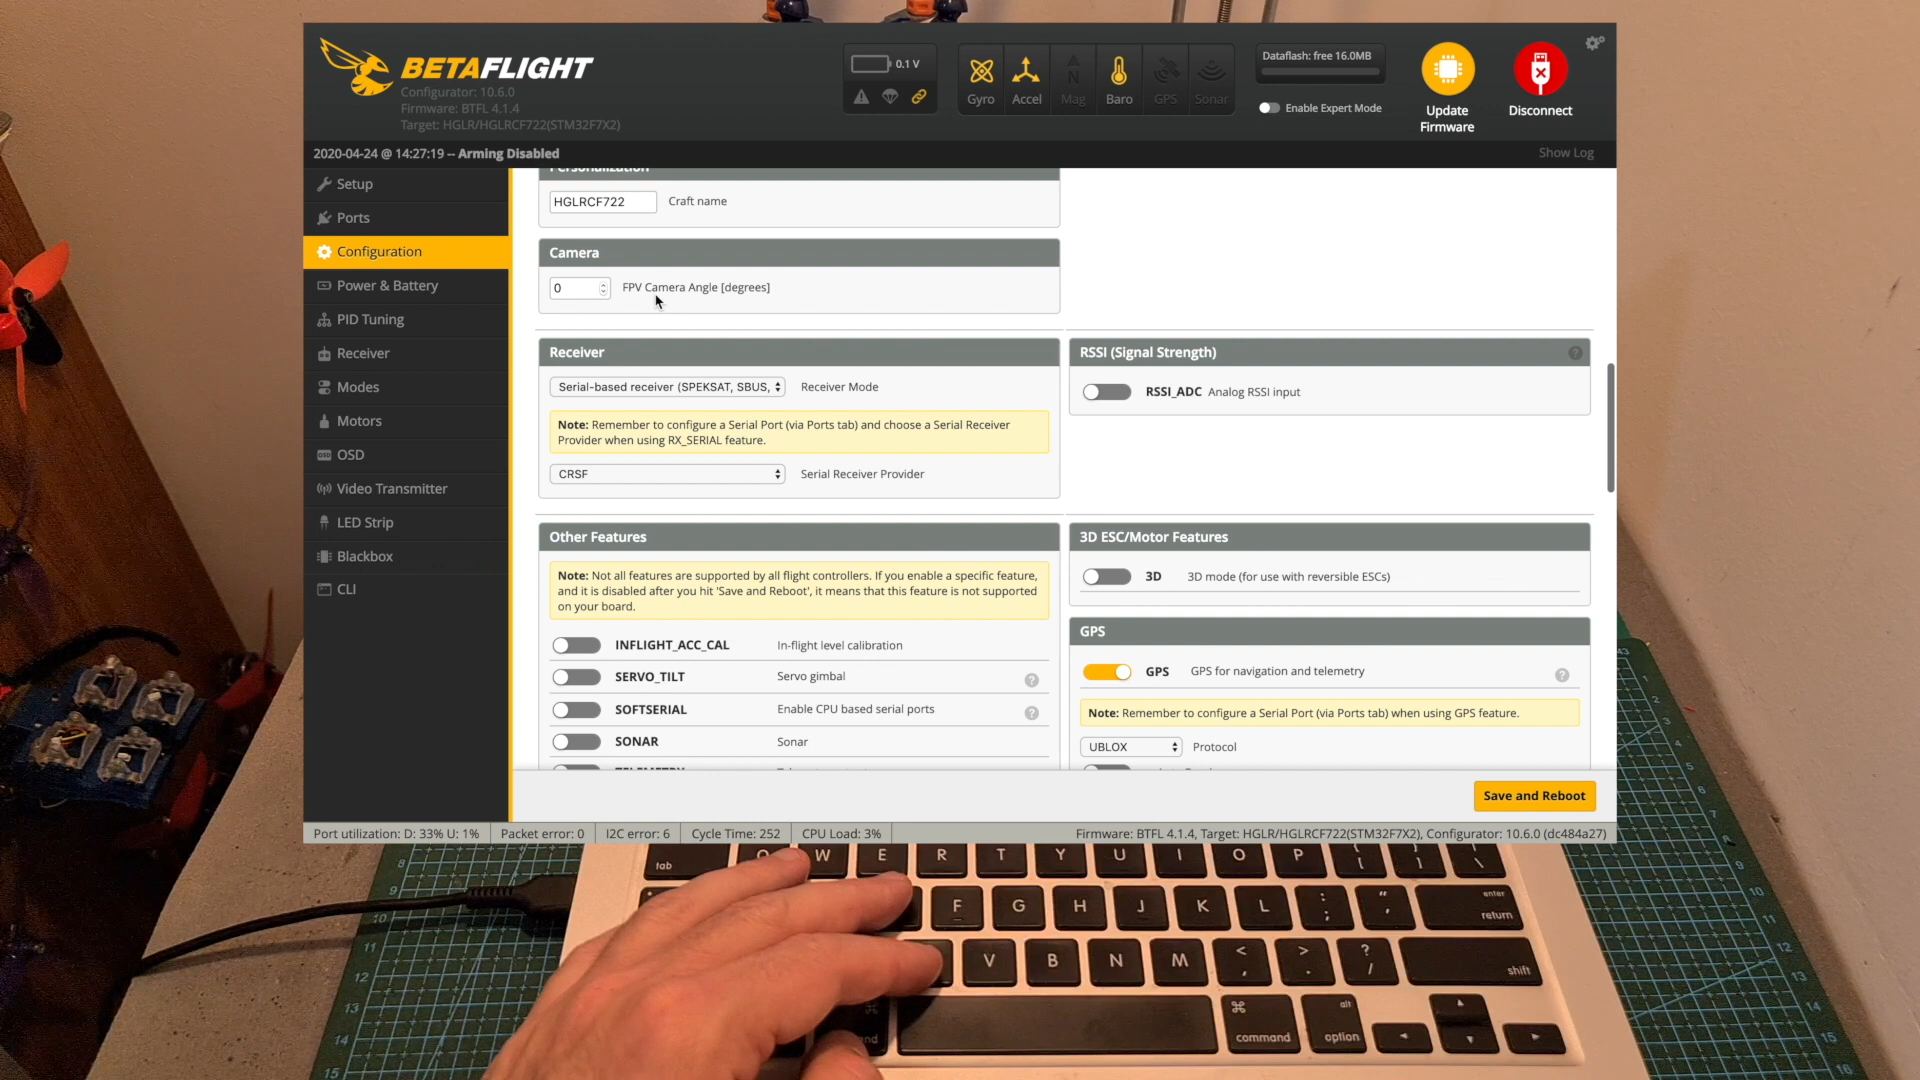 BETAFLIGHT
Configurator: 10.6.0
Firmware: BTFL 4.1.4
Target: HGLR/HGLRCF722(STM32F7X2)
0.1 V
Gyro
Accel
Mag
Baro
GPS
Sonar
Dataflash: free 16.0MB
Enable Expert Mode
Update
Firmware
Disconnect
2020-04-24 @ 14:27:19 -- Arming Disabled
Show Log
Setup
Ports
Configuration
Power & Battery
PID Tuning
Receiver
Modes
Motors
OSD
Video Transmitter
LED Strip
Blackbox
CLI
Personalization
HGLRCF722 Craft name
Camera
0 FPV Camera Angle [degrees]
Receiver
Serial-based receiver (SPEKSAT, SBUS, Receiver Mode
Note: Remember to configure a Serial Port (via Ports tab) and choose a Serial Receiver
Provider when using RX_SERIAL feature.
CRSF Serial Receiver Provider
RSSI (Signal Strength) ?
RSSI_ADC Analog RSSI input
Other Features
Note: Not all features are supported by all flight controllers. If you enable a specific feature,
and it is disabled after you hit 'Save and Reboot', it means that this feature is not supported
on your board.
INFLIGHT_ACC_CAL In-flight level calibration
SERVO_TILT Servo gimbal ?
SOFTSERIAL Enable CPU based serial ports ?
SONAR Sonar
3D ESC/Motor Features
3D 3D mode (for use with reversible ESCs)
GPS
GPS GPS for navigation and telemetry ?
Note: Remember to configure a Serial Port (via Ports tab) when using GPS feature.
UBLOX Protocol
Save and Reboot
Port utilization: D: 33% U: 1% Packet error: 0 I2C error: 6 Cycle Time: 252 CPU Load: 3%
Firmware: BTFL 4.1.4, Target: HGLR/HGLRCF722(STM32F7X2), Configurator: 10.6.0 (dc484a27)
tab Q W E R T Y U I O P { [ } ] | \
F G H J K L : ; " ' enter return
V B N M < , > . ? / shift
command alt option
8
9
10
11
12
13
14
15